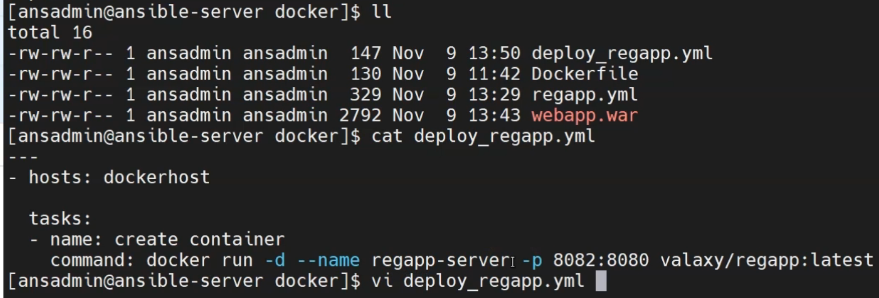 [ansadmin@ansible-server docker]$ ll
total 16
-rw-rw-r-- 1 ansadmin ansadmin  147 Nov  9 13:50 deploy_regapp.yml
-rw-rw-r-- 1 ansadmin ansadmin  130 Nov  9 11:42 Dockerfile
-rw-rw-r-- 1 ansadmin ansadmin  329 Nov  9 13:29 regapp.yml
-rw-rw-r-- 1 ansadmin ansadmin 2792 Nov  9 13:43 webapp.war
[ansadmin@ansible-server docker]$ cat deploy_regapp.yml
---
- hosts: dockerhost
  tasks:
  - name: create container
    command: docker run -d --name regapp-server -p 8082:8080 valaxy/regapp:latest
[ansadmin@ansible-server docker]$ vi deploy_regapp.yml